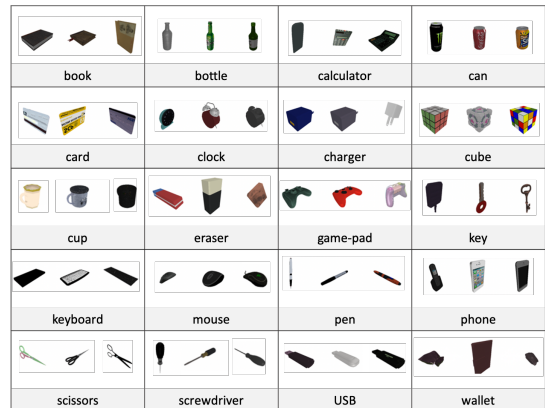 book bottle calculator can
card clock charger cube
cup eraser game-pad key
keyboard mouse pen phone
scissors screwdriver USB wallet